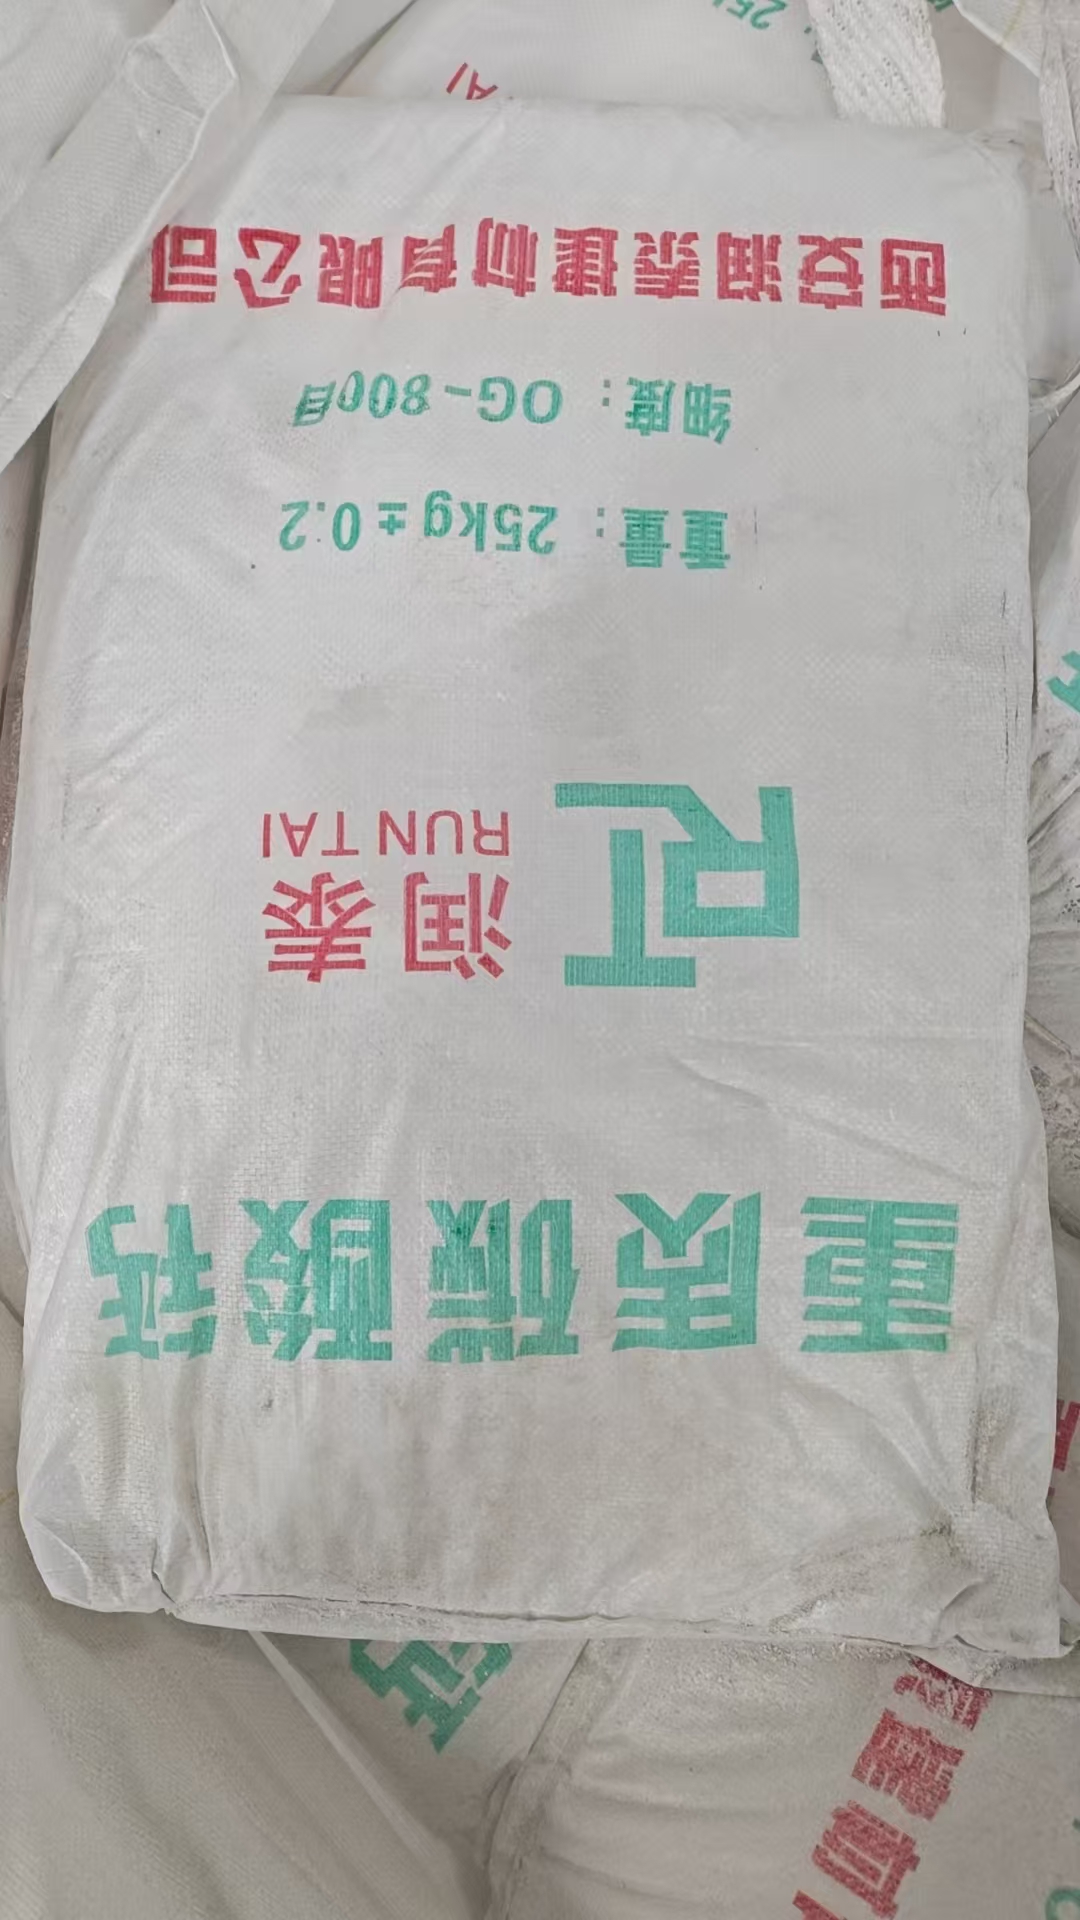 重质碳酸钙
润泰
RUN TAI
重量：25kg±0.2
细度：OG-800目
西安润泰建材有限公司